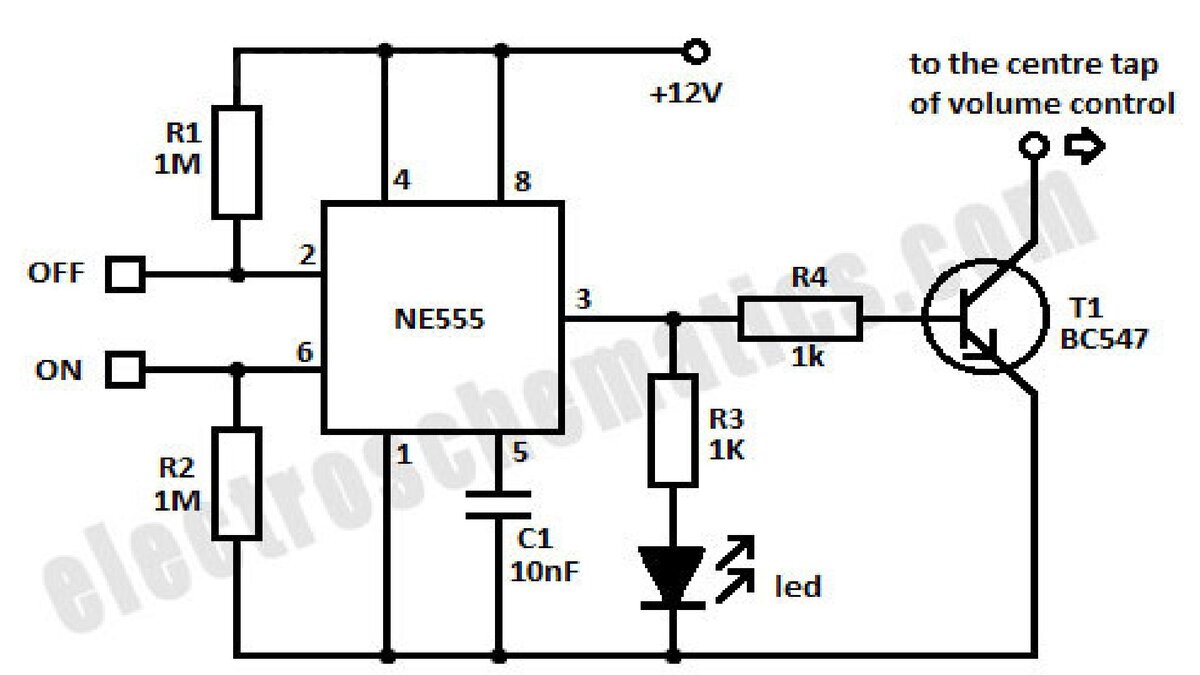 to the centre tap
of volume control
+12V
R1
1M
4
8
OFF
2
NE555
3
R4
1k
T1
BC547
ON
6
R3
1K
1
5
R2
1M
C1
10nF
led
electroschematics.com